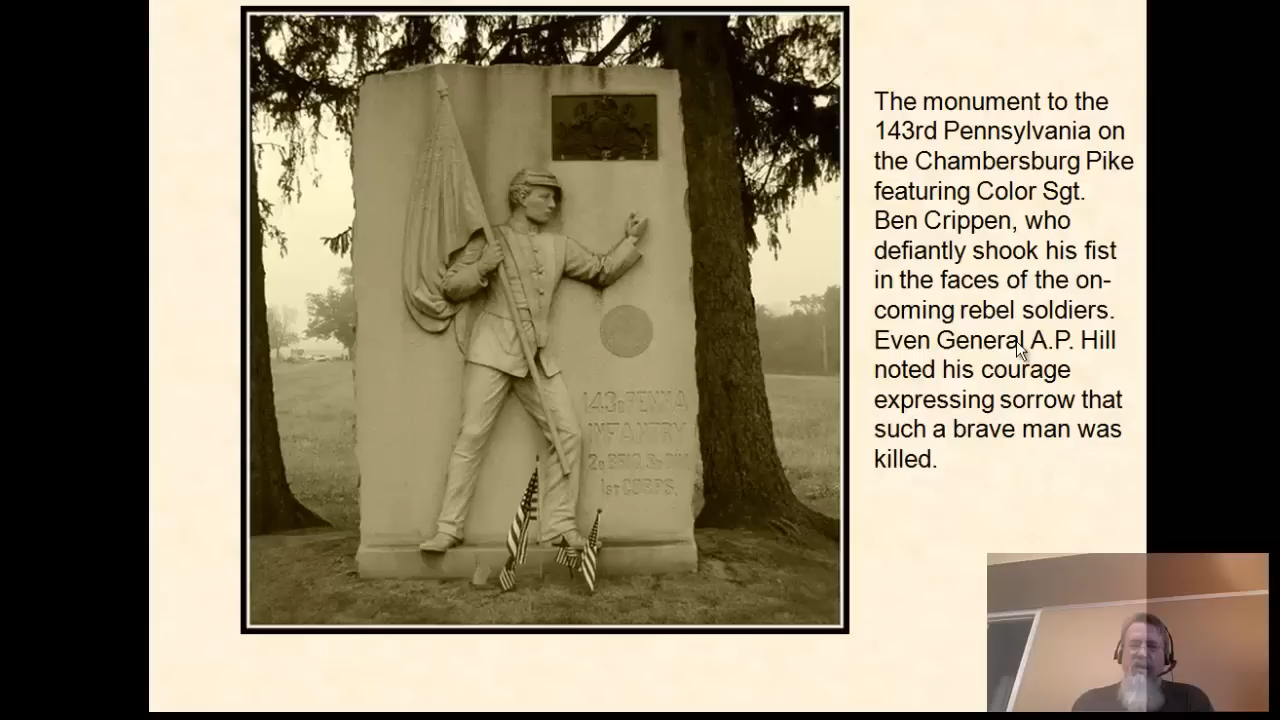 The monument to the
143rd Pennsylvania on
the Chambersburg Pike
featuring Color Sgt.
Ben Crippen, who
defiantly shook his fist
in the faces of the on-
coming rebel soldiers.
Even General A.P. Hill
noted his courage
expressing sorrow that
such a brave man was
killed.
143D PENNA
INFANTRY
2D BRIG. 3D DIV.
1ST CORPS.